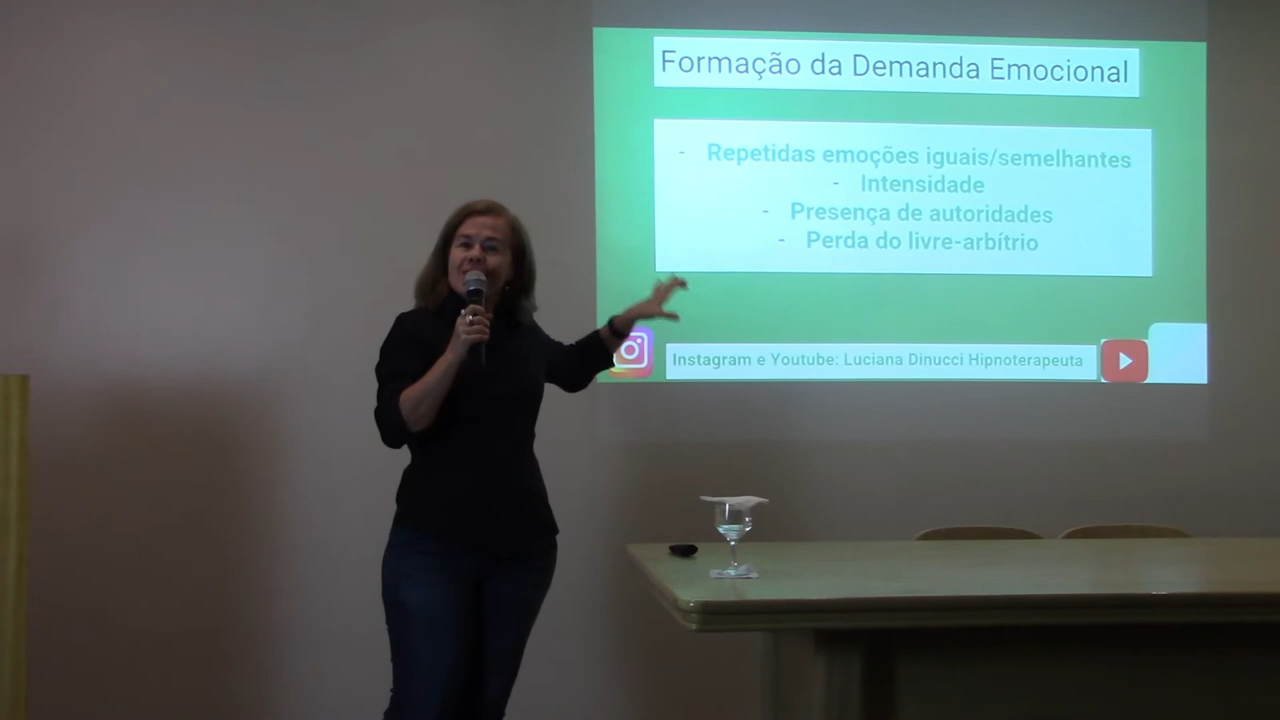 Formação da Demanda Emocional
- Repetidas emoções iguais/semelhantes
- Intensidade
- Presença de autoridades
- Perda do livre-arbítrio
Instagram e Youtube: Luciana Dinucci Hipnoterapeuta